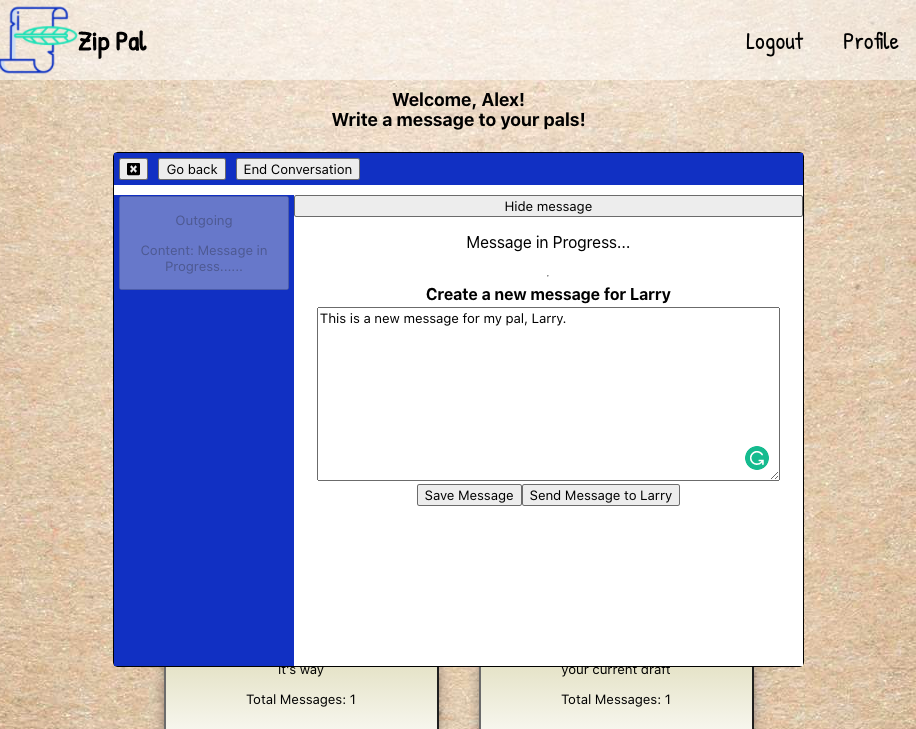 Zip Pal
Logout
Profile
Welcome, Alex!
Write a message to your pals!
Go back
End Conversation
Outgoing
Content: Message in
Progress......
Hide message
Message in Progress...
.
Create a new message for Larry
This is a new message for my pal, Larry.
Save Message
Send Message to Larry
it's way
your current draft
Total Messages: 1
Total Messages: 1